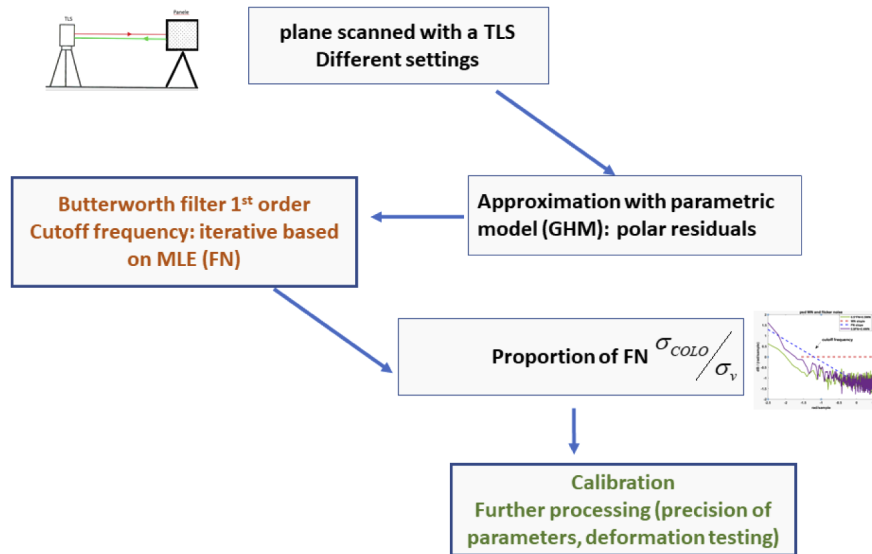 TLS
Panele
plane scanned with a TLS
Different settings
Butterworth filter 1st order
Cutoff frequency: iterative based
on MLE (FN)
Approximation with parametric
model (GHM): polar residuals
Proportion of FN σCOLO/σv
cutoff frequency
Calibration
Further processing (precision of
parameters, deformation testing)